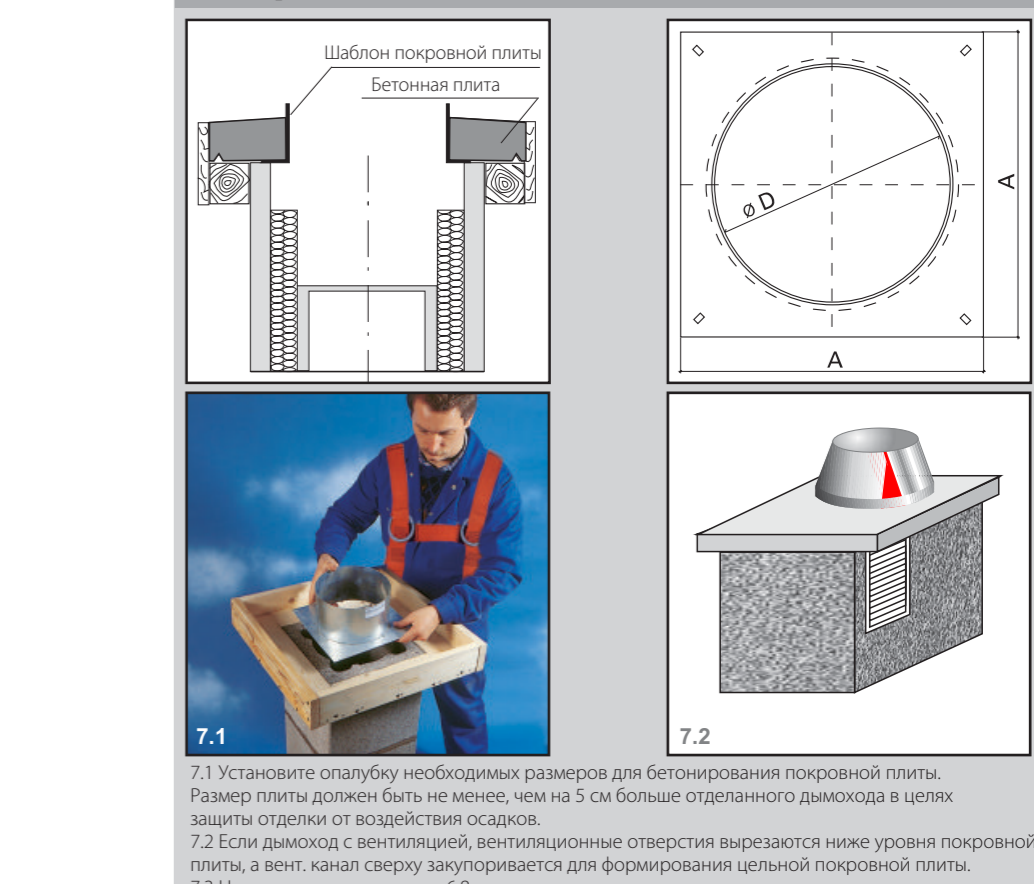 Шаблон покровной плиты
Бетонная плита
ø D
A
A
7.1
7.2
7.1 Установите опалубку необходимых размеров для бетонирования покровной плиты.
Размер плиты должен быть не менее, чем на 5 см больше отделанного дымохода в целях
защиты отделки от воздействия осадков.
7.2 Если дымоход с вентиляцией, вентиляционные отверстия вырезаются ниже уровня покровной
плиты, а вент. канал сверху закупоривается для формирования цельной покровной плиты.